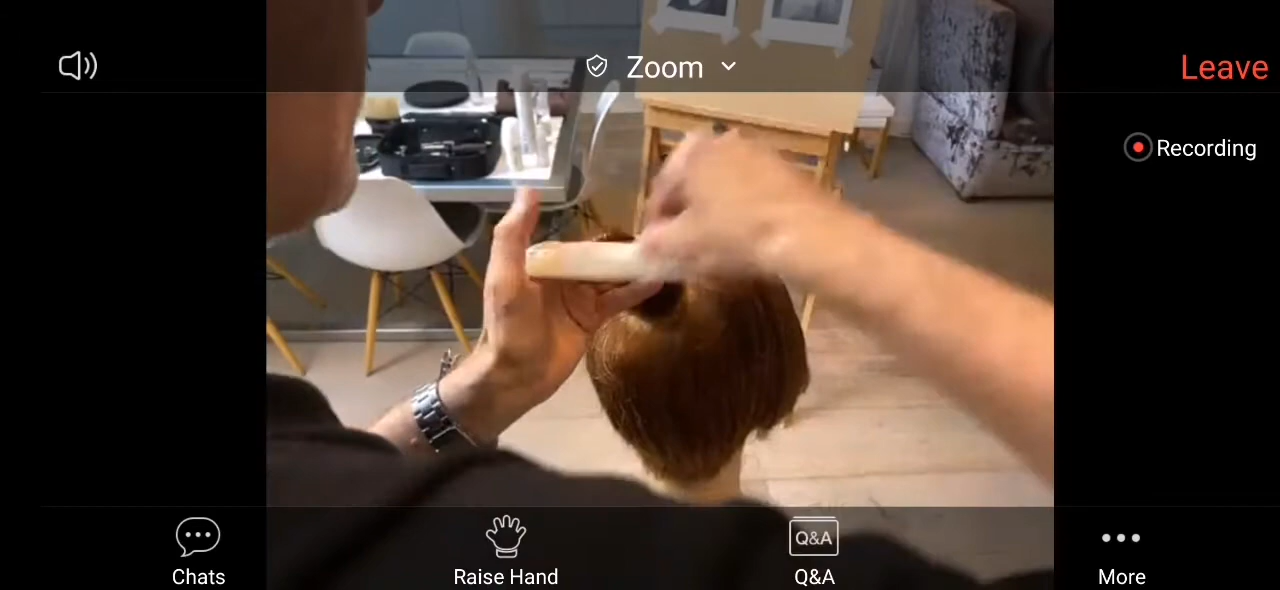 Zoom
Leave
Recording
Chats
Raise Hand
Q&A
Q&A
More